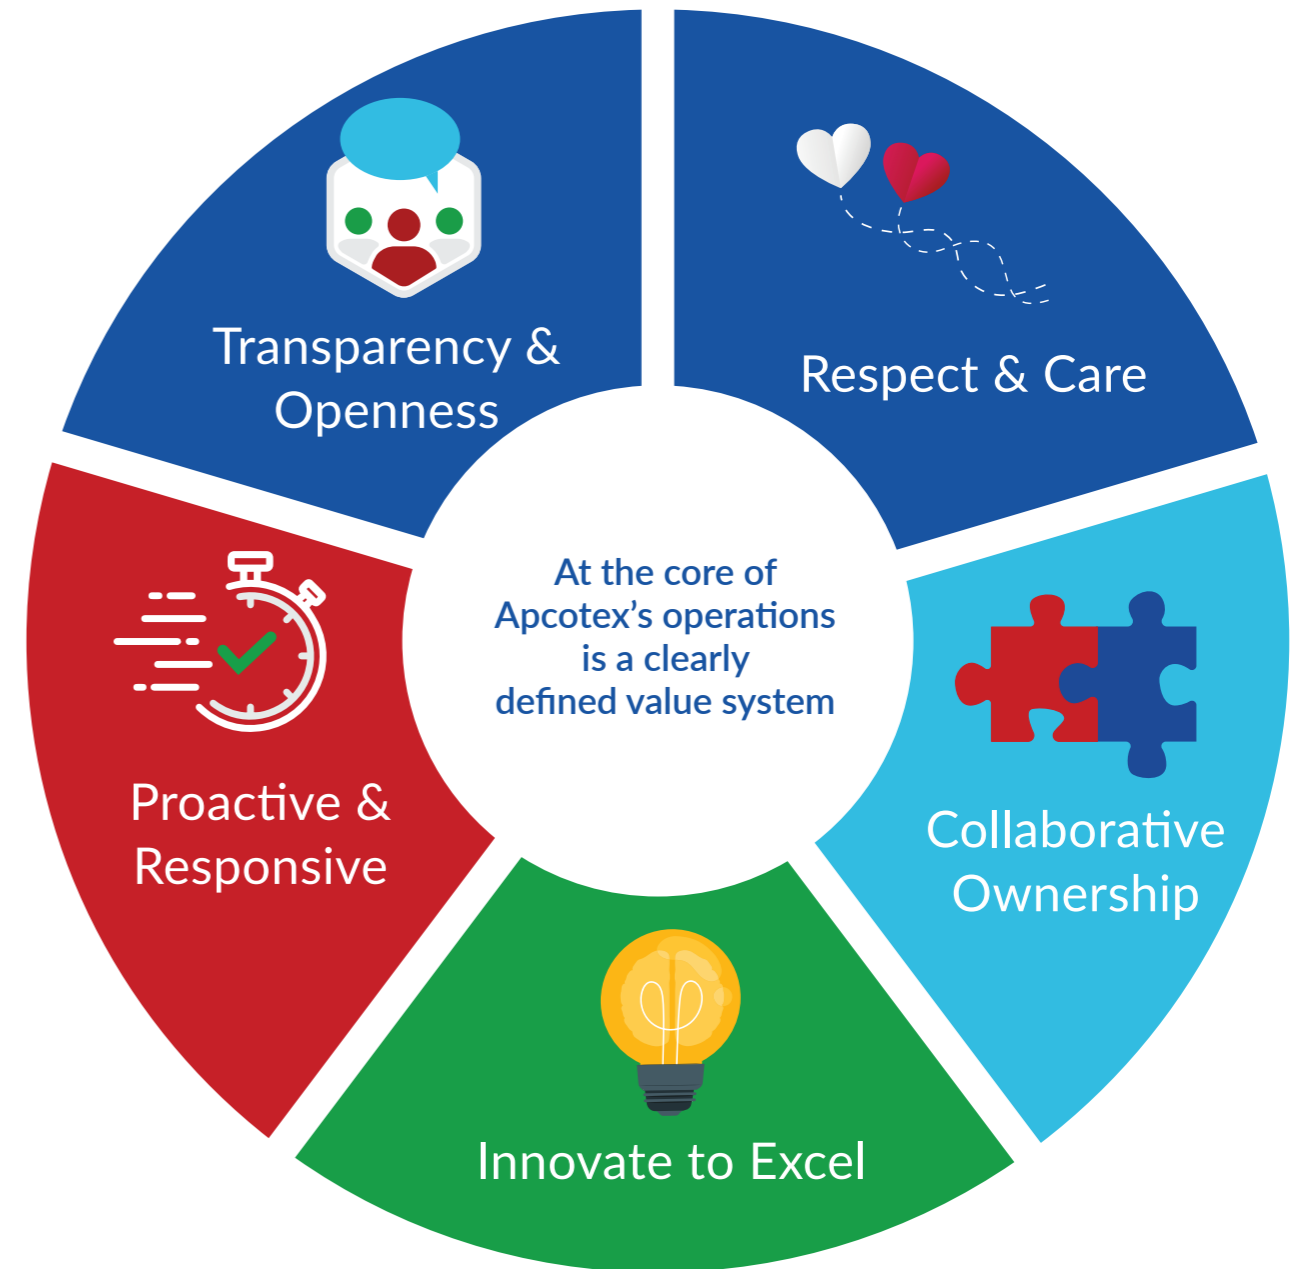 Transparency &
Openness
Respect & Care
At the core of
Apcotex’s operations
is a clearly
defined value system
Proactive &
Responsive
Collaborative
Ownership
Innovate to Excel